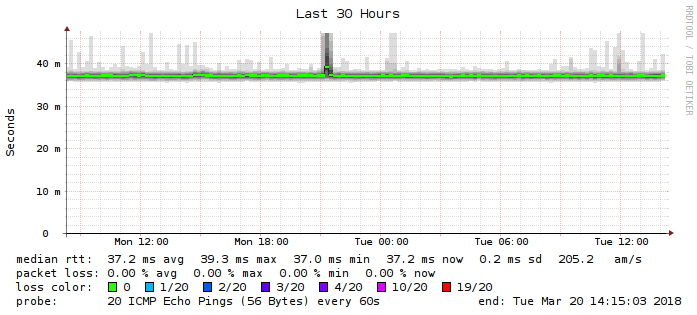 Last 30 Hours
RRDTOOL / TOBI OETIKER
Seconds
40 m
30 m
20 m
10 m
0
Mon 12:00 Mon 18:00 Tue 00:00 Tue 06:00 Tue 12:00
median rtt: 37.2 ms avg 39.3 ms max 37.0 ms min 37.2 ms now 0.2 ms sd 205.2 am/s
packet loss: 0.00 % avg 0.00 % max 0.00 % min 0.00 % now
loss color: 0 1/20 2/20 3/20 4/20 10/20 19/20
probe: 20 ICMP Echo Pings (56 Bytes) every 60s end: Tue Mar 20 14:15:03 2018